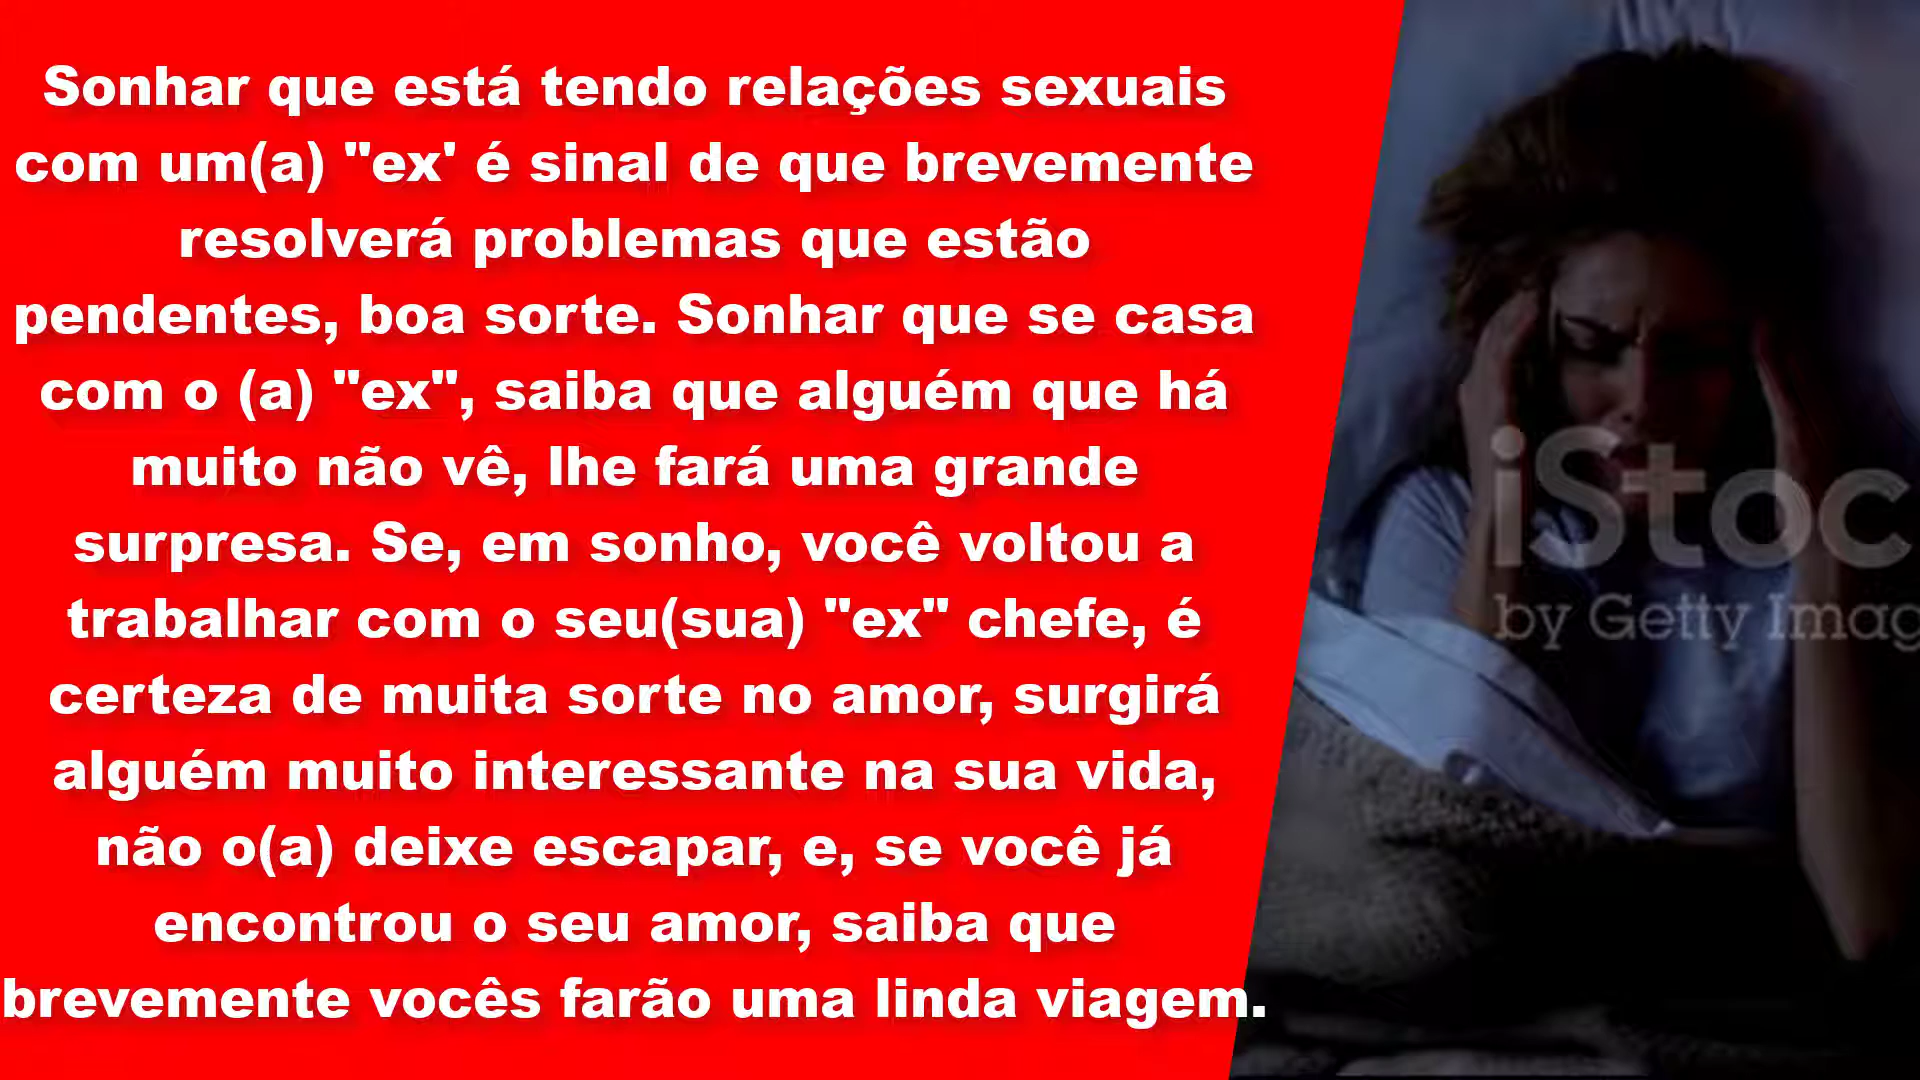 Sonhar que está tendo relações sexuais
com um(a) "ex' é sinal de que brevemente
resolverá problemas que estão
pendentes, boa sorte. Sonhar que se casa
com o (a) "ex", saiba que alguém que há
muito não vê, lhe fará uma grande
surpresa. Se, em sonho, você voltou a
trabalhar com o seu(sua) "ex" chefe, é
certeza de muita sorte no amor, surgirá
alguém muito interessante na sua vida,
não o(a) deixe escapar, e, se você já
encontrou o seu amor, saiba que
brevemente vocês farão uma linda viagem.
iStoc
by Getty Imag